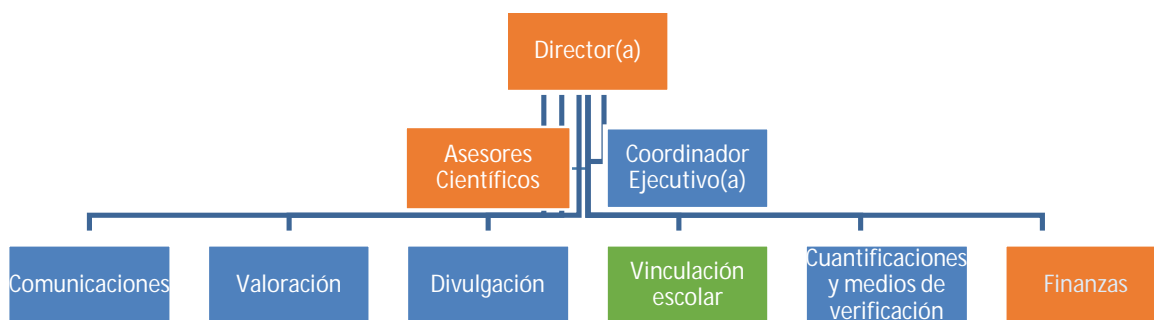 Director(a)
Asesores
Científicos
Coordinador
Ejecutivo(a)
Comunicaciones
Valoración
Divulgación
Vinculación
escolar
Cuantificaciones
y medios de
verificación
Finanzas